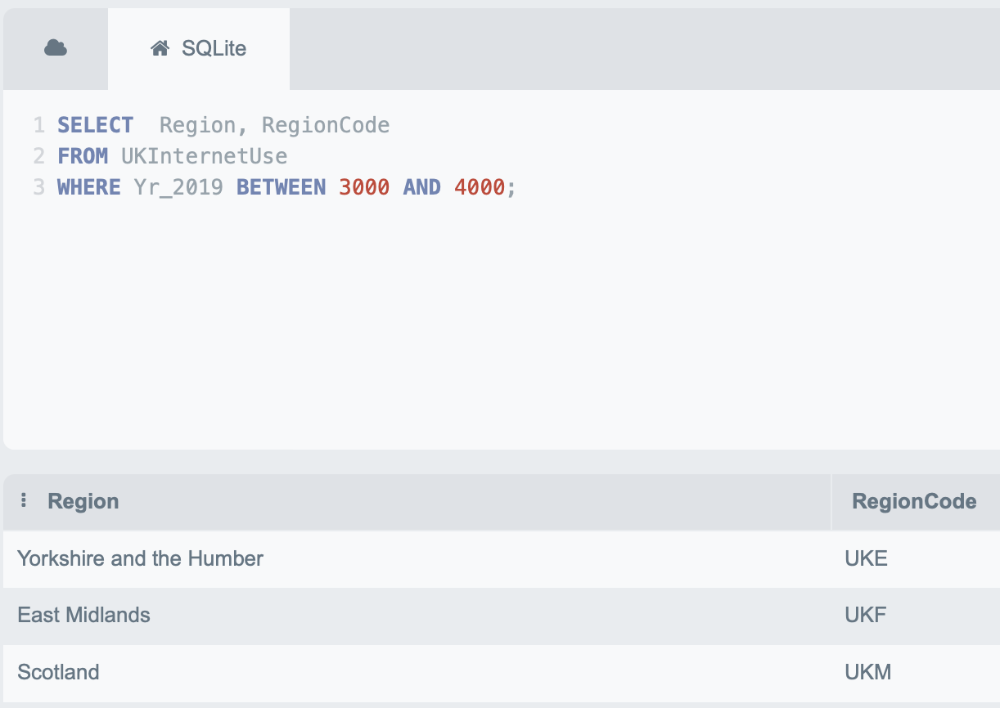 SQLite
1 SELECT  Region, RegionCode
2 FROM UKInternetUse
3 WHERE Yr_2019 BETWEEN 3000 AND 4000;
Region RegionCode
Yorkshire and the Humber UKE
East Midlands UKF
Scotland UKM